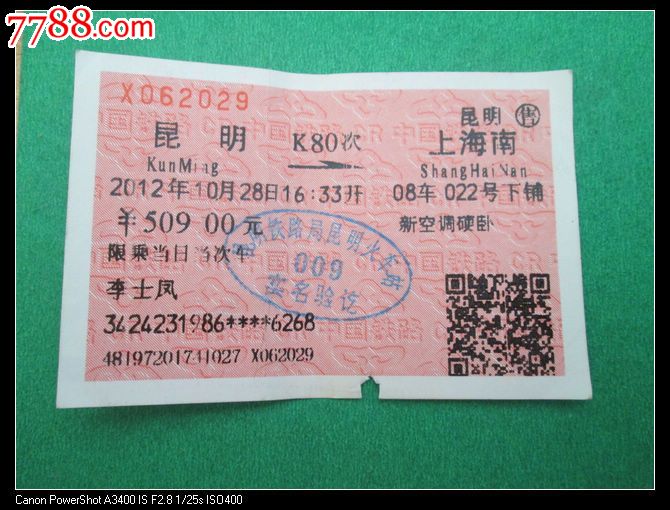 7788.com
X062029
昆明 售
昆明 K80次 上海南
KunMing ShangHaiNan
2012年10月28日16:33开 08车 022号下铺
¥509.00元 新空调硬卧
限乘当日当次车
李士凤
3424231986****6268
009
实名验讫
X062029
Canon PowerShot A3400 IS F2.8 1/25s ISO400